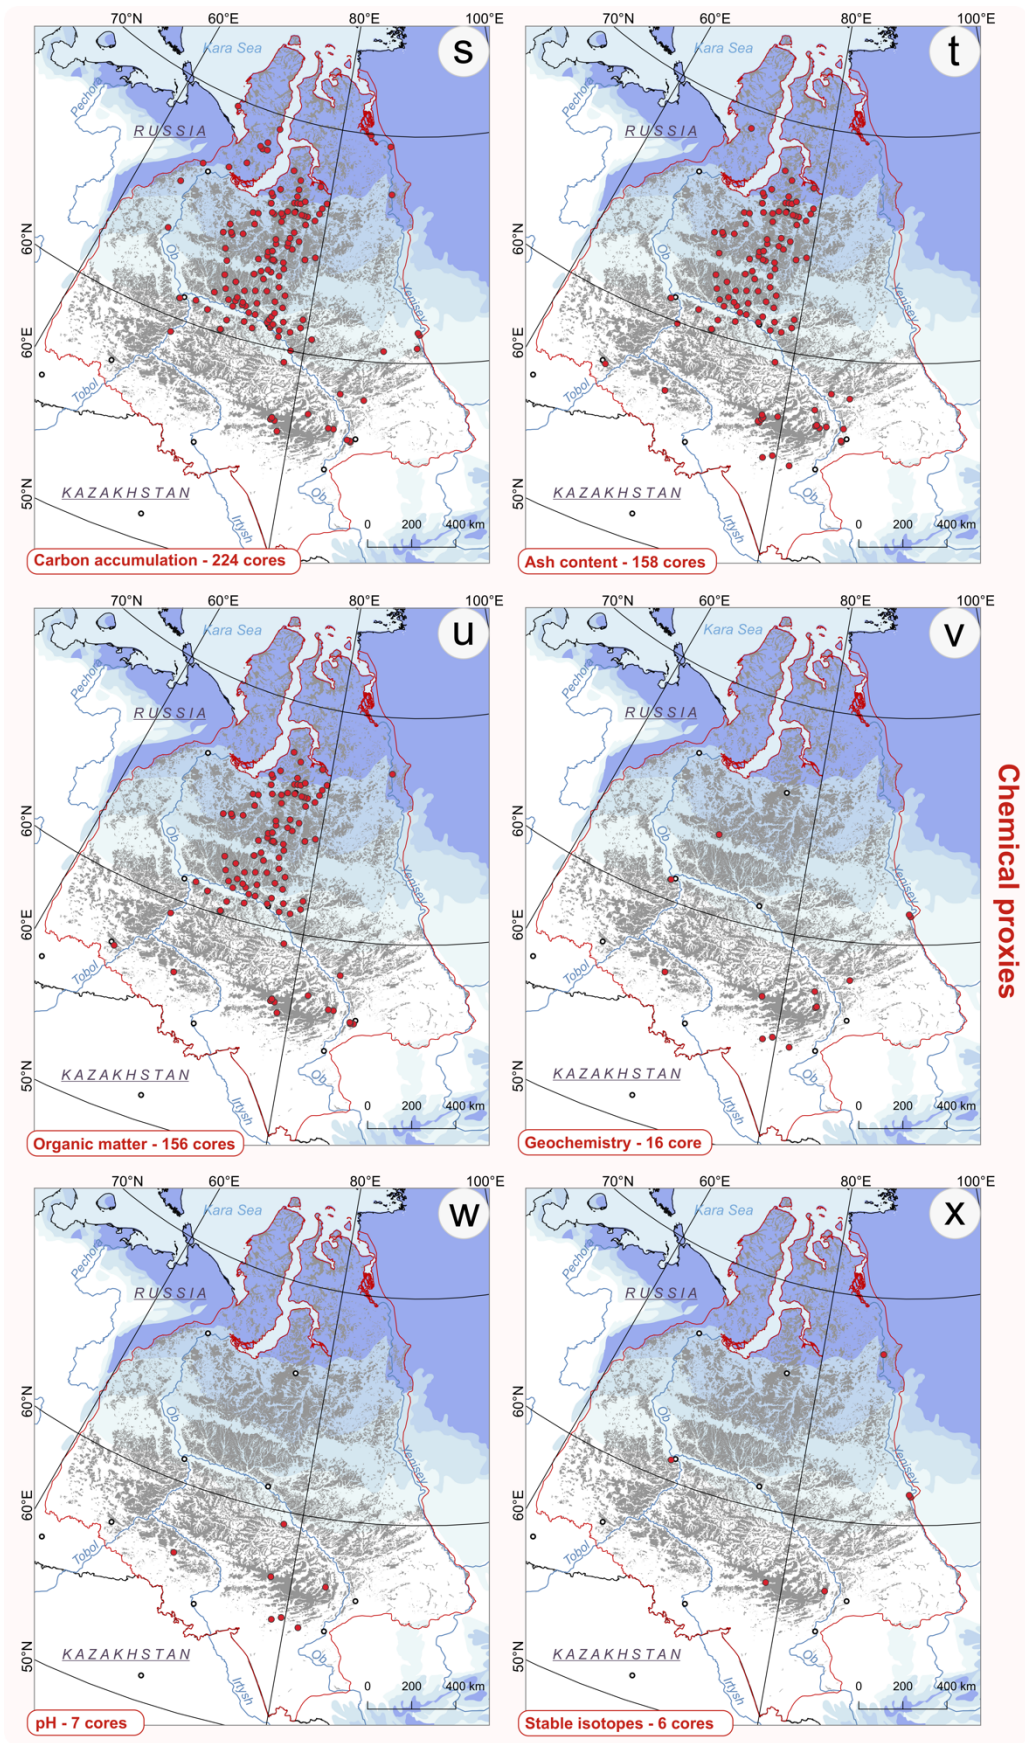 70°N 60°E 80°E 100°E 70°N 60°E 80°E 100°E
Kara Sea s Kara Sea t
Pechora Pechora
RUSSIA RUSSIA
60°N Ob Yenisey 60°N Ob Yenisey
60°E Tobol 60°E Tobol
50°N KAZAKHSTAN Ob Irtysh 50°N KAZAKHSTAN Ob Irtysh
0 200 400 km 0 200 400 km
Carbon accumulation - 224 cores Ash content - 158 cores
70°N 60°E 80°E 100°E 70°N 60°E 80°E 100°E
Kara Sea u Kara Sea v
Pechora Pechora
RUSSIA RUSSIA
60°N Ob Yenisey 60°N Ob Yenisey
Chemical proxies
60°E Tobol 60°E Tobol
50°N KAZAKHSTAN Ob Irtysh 50°N KAZAKHSTAN Ob Irtysh
0 200 400 km 0 200 400 km
Organic matter - 156 cores Geochemistry - 16 core
70°N 60°E 80°E 100°E 70°N 60°E 80°E 100°E
Kara Sea w Kara Sea x
Pechora Pechora
RUSSIA RUSSIA
60°N Ob Yenisey 60°N Ob Yenisey
60°E Tobol 60°E Tobol
50°N KAZAKHSTAN Ob Irtysh 50°N KAZAKHSTAN Ob Irtysh
0 200 400 km 0 200 400 km
pH - 7 cores Stable isotopes - 6 cores